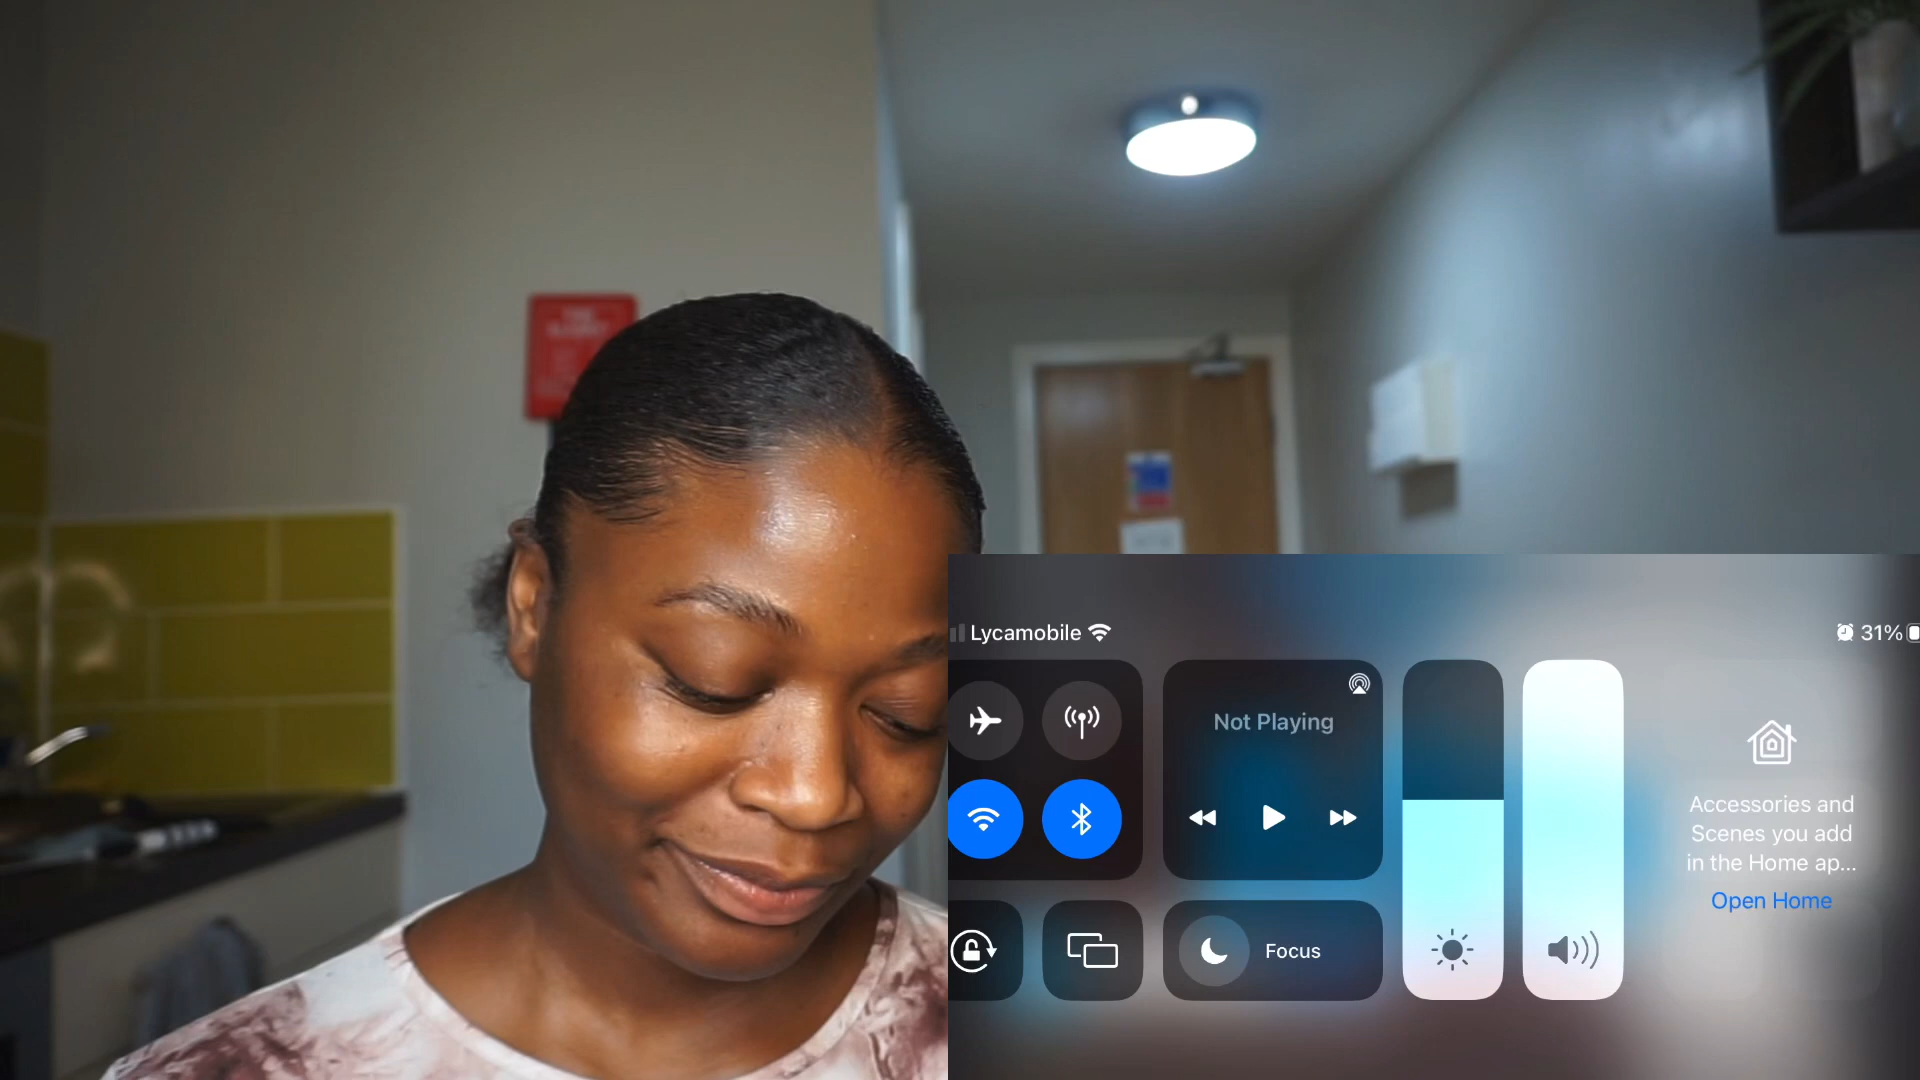 Lycamobile
31%
Not Playing
Accessories and
Scenes you add
in the Home ap...
Open Home
Focus